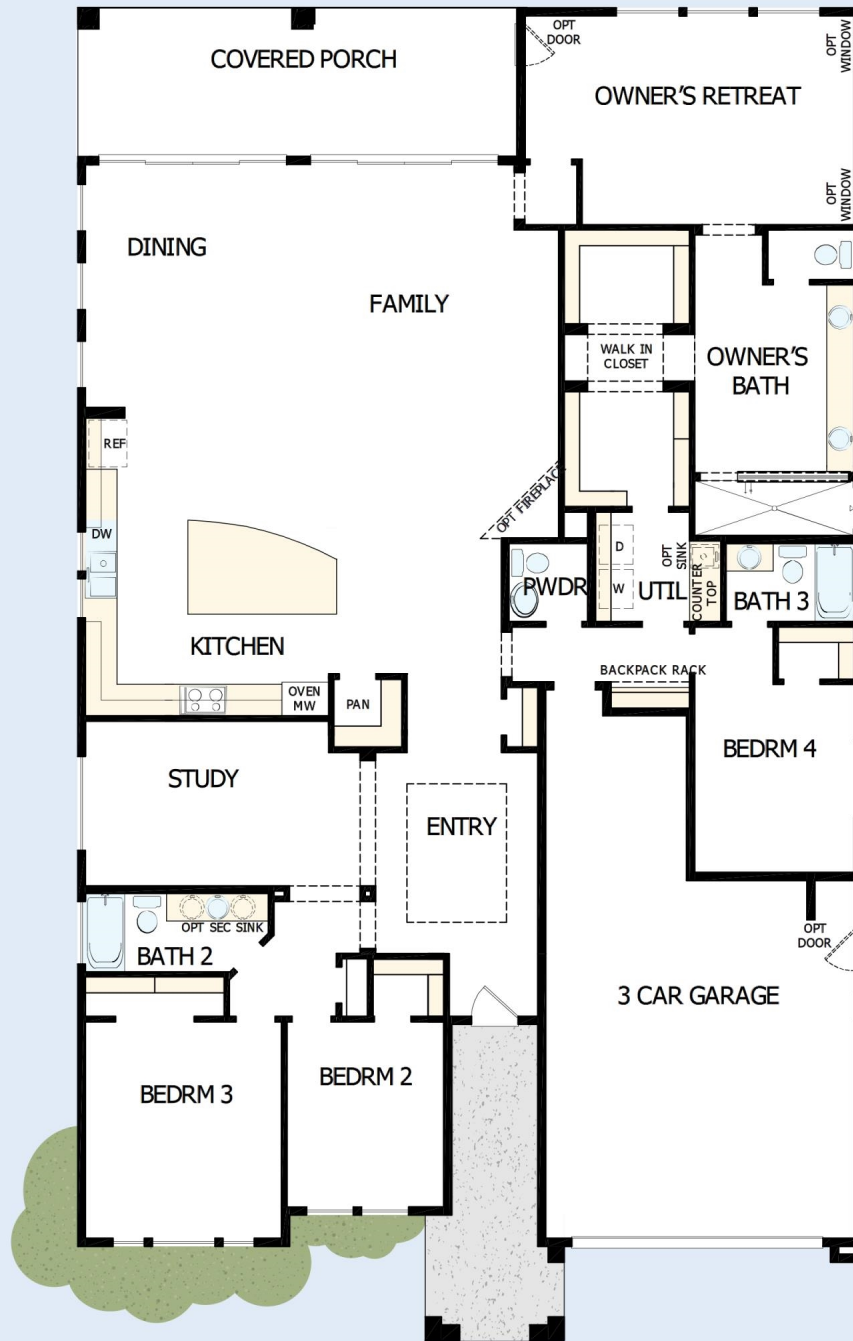 OPT
DOOR
OPT
WINDOW
COVERED PORCH
OWNER'S RETREAT
OPT
WINDOW
DINING
FAMILY
WALK IN
CLOSET
OWNER'S
BATH
REF
OPT FIREPLACE
DW
D
W
OPT
SINK
UTIL
COUNTER
TOP
PWDR
BATH 3
KITCHEN
BACKPACK RACK
OVEN
MW
PAN
STUDY
BEDRM 4
ENTRY
OPT SEC SINK
BATH 2
OPT
DOOR
3 CAR GARAGE
BEDRM 3
BEDRM 2